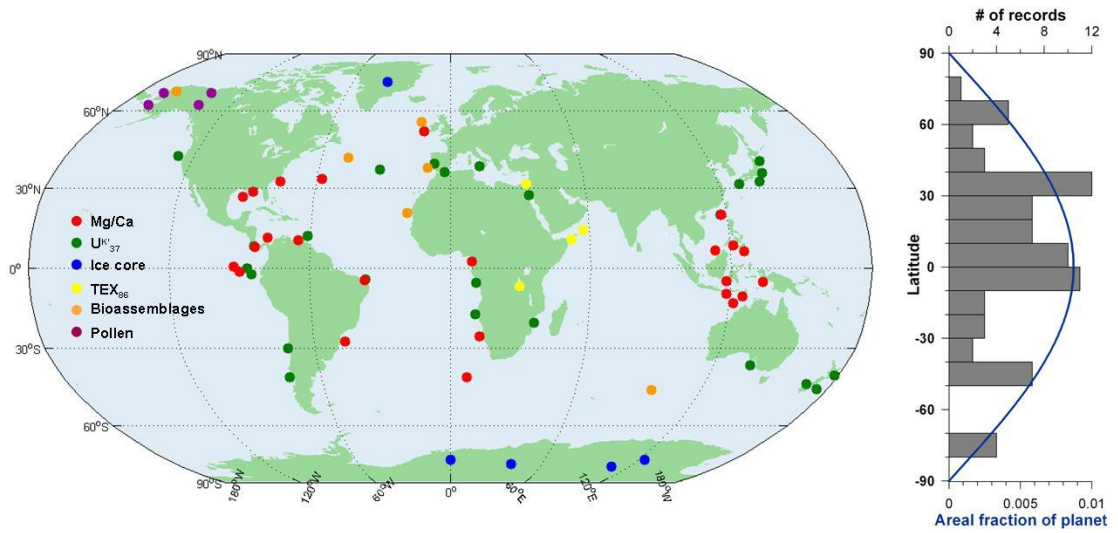 90°N
60°N
30°N
0°
30°S
60°S
90°S
180°W
120°W
60°W
0°
60°E
120°E
180°W
Mg/Ca
U^K'_37
Ice core
TEX_86
Bioassemblages
Pollen
# of records
0 4 8 12
90
60
30
0
-30
-60
-90
Latitude
0 0.005 0.01
Areal fraction of planet